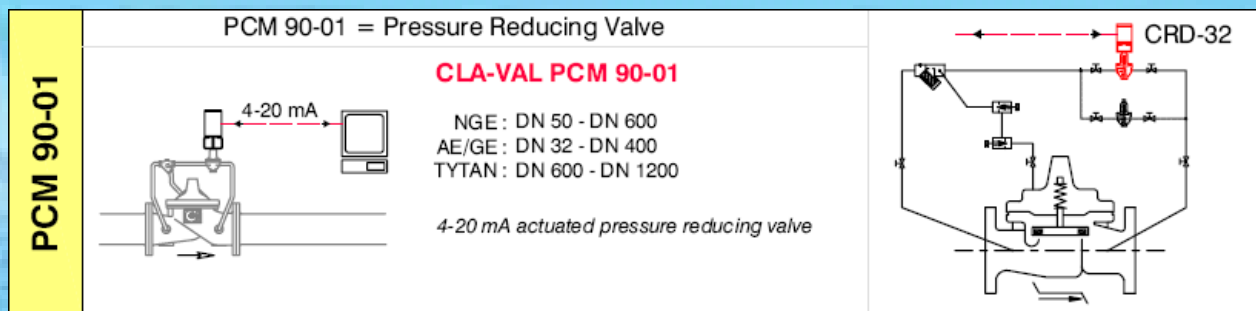 PCM 90-01
PCM 90-01 = Pressure Reducing Valve
4-20 mA
CLA-VAL PCM 90-01
NGE : DN 50 - DN 600
AE/GE : DN 32 - DN 400
TYTAN : DN 600 - DN 1200
4-20 mA actuated pressure reducing valve
CRD-32